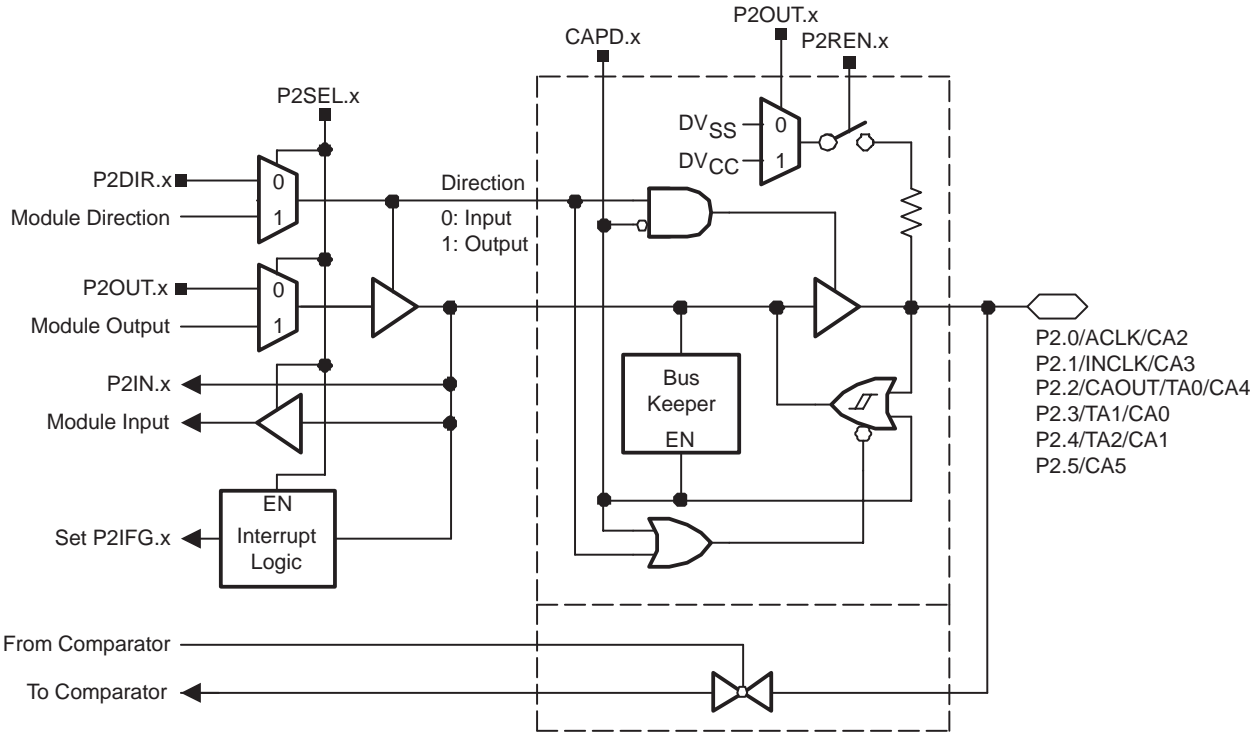 P2OUT.x
CAPD.x
P2REN.x
P2SEL.x
DVSS
0
DVCC
1
P2DIR.x
0
Module Direction
1
Direction
0: Input
1: Output
P2OUT.x
0
Module Output
1
P2IN.x
Module Input
Bus
Keeper
EN
P2.0/ACLK/CA2
P2.1/INCLK/CA3
P2.2/CAOUT/TA0/CA4
P2.3/TA1/CA0
P2.4/TA2/CA1
P2.5/CA5
EN
Set P2IFG.x
Interrupt
Logic
From Comparator
To Comparator